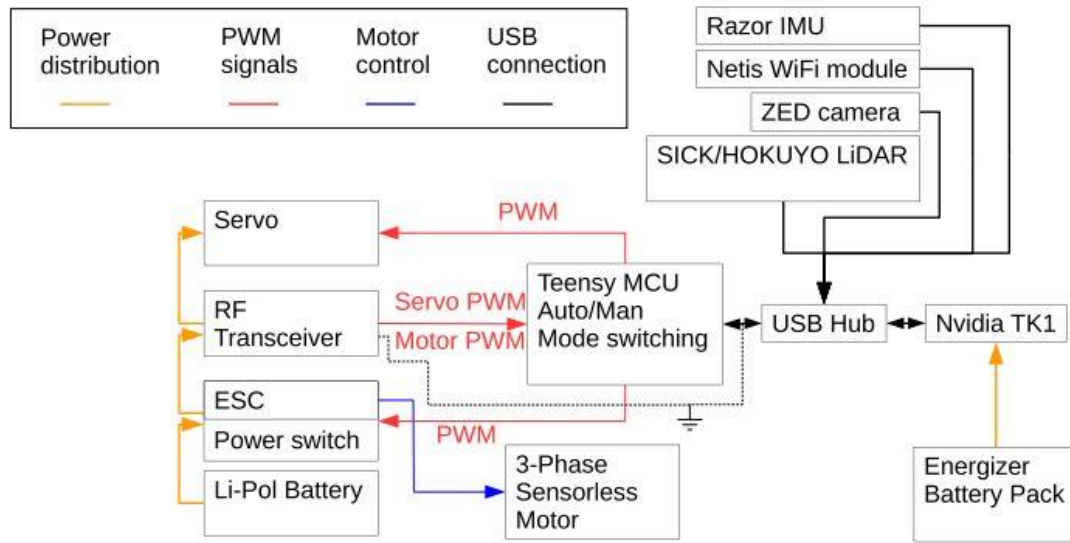 Power distribution
PWM signals
Motor control
USB connection
Razor IMU
Netis WiFi module
ZED camera
SICK/HOKUYO LiDAR
Servo
PWM
RF
Transceiver
Servo PWM
Motor PWM
Teensy MCU
Auto/Man
Mode switching
USB Hub
Nvidia TK1
ESC
Power switch
PWM
Li-Pol Battery
3-Phase
Sensorless
Motor
Energizer
Battery Pack